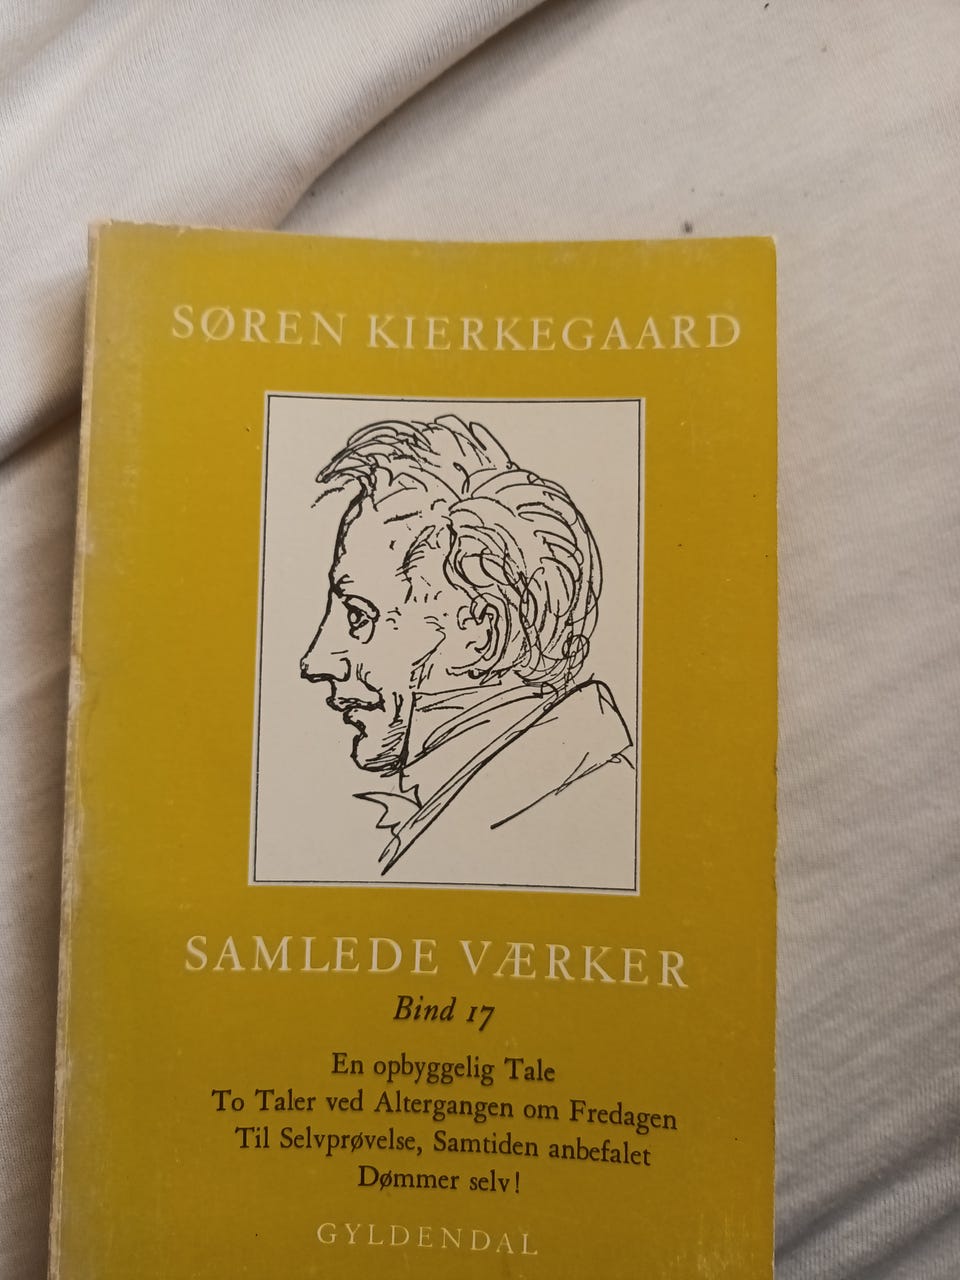 SØREN KIERKEGAARD
SAMLEDE VÆRKER
Bind 17
En opbyggelig Tale
To Taler ved Altergangen om Fredagen
Til Selvprøvelse, Samtiden anbefalet
Dømmer selv!
GYLDENDAL